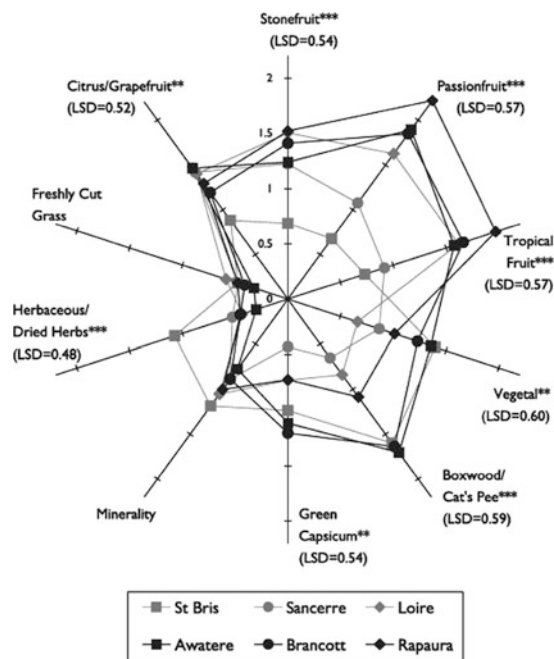 Stonefruit***
(LSD=0.54)
Citrus/Grapefruit**
(LSD=0.52)
Passionfruit***
(LSD=0.57)
2
1.5
1
0.5
0
Freshly Cut
Grass
Tropical
Fruit***
(LSD=0.57)
Herbaceous/
Dried Herbs***
(LSD=0.48)
Vegetal**
(LSD=0.60)
Minerality
Boxwood/
Cat's Pee***
(LSD=0.59)
Green
Capsicum**
(LSD=0.54)
St Bris Sancerre Loire
Awatere Brancott Rapaura